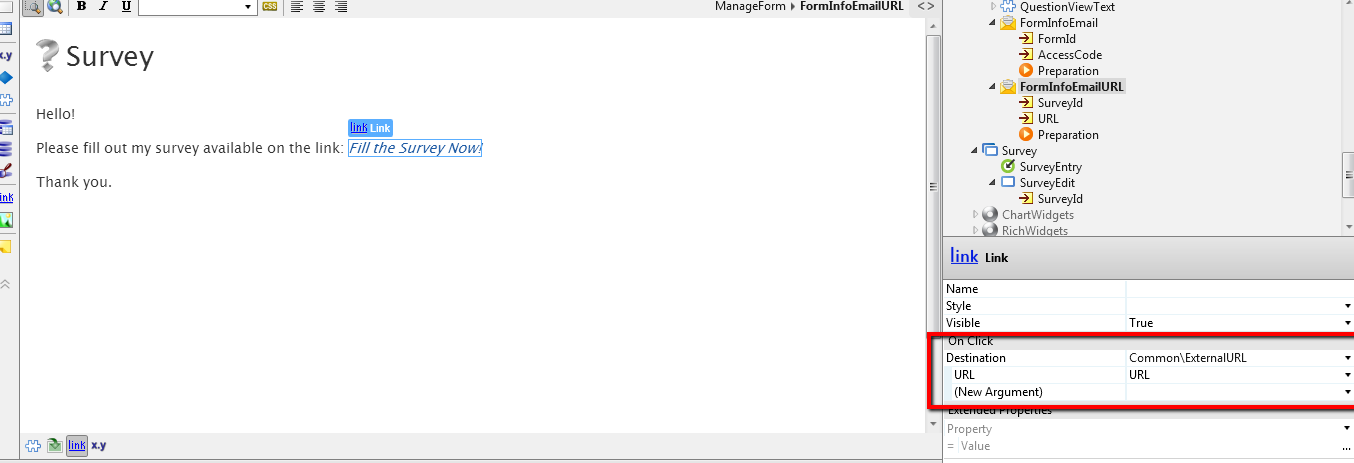 B I U
css
ManageForm ▸ FormInfoEmailURL <>
? Survey
Hello!
link Link
Please fill out my survey available on the link: Fill the Survey Now!
Thank you.
x.y
link
link x.y
QuestionViewText
FormInfoEmail
FormId
AccessCode
Preparation
FormInfoEmailURL
SurveyId
URL
Preparation
Survey
SurveyEntry
SurveyEdit
SurveyId
ChartWidgets
RichWidgets
link Link
Name
Style
Visible True
On Click
Destination Common\ExternalURL
URL URL
(New Argument)
Extended Properties
Property
= Value ...